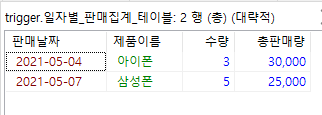 trigger.일자별_판매집계_테이블: 2 행 (총) (대략적)
판매날짜 제품이름 수량 총판매량
2021-05-04 아이폰 3 30,000
2021-05-07 삼성폰 5 25,000